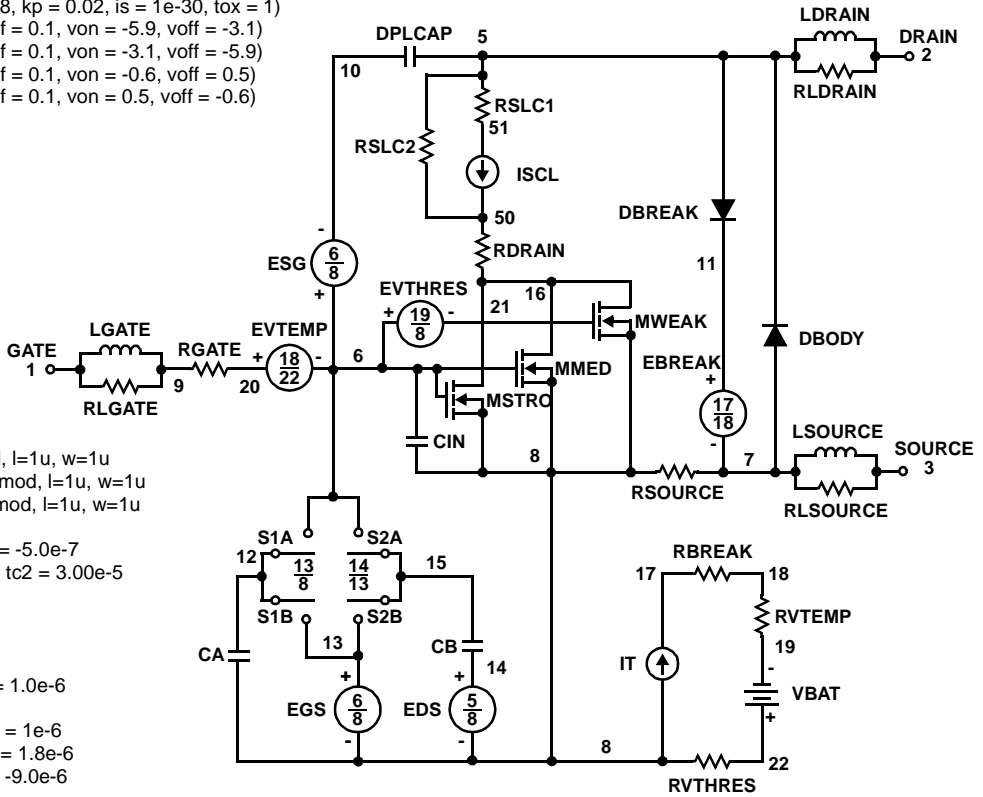 8, kp = 0.02, is = 1e-30, tox = 1)
f = 0.1, von = -5.9, voff = -3.1)
f = 0.1, von = -3.1, voff = -5.9)
f = 0.1, von = -0.6, voff = 0.5)
f = 0.1, von = 0.5, voff = -0.6)
LDRAIN
DPLCAP 5 DRAIN
10 2
RLDRAIN
RSLC1
51
RSLC2
ISCL
50
DBREAK
RDRAIN
ESG 6/8
- +
11
EVTHRES
16
21
+ 19/8 -
MWEAK
DBODY
LGATE EVTEMP
GATE RGATE
1 + 18/22 - 6
MMED
EBREAK
+
9 20
RLGATE
MSTRO
17/18
-
CIN
LSOURCE
8 7 SOURCE
3
RSOURCE
RLSOURCE
, l=1u, w=1u
mod, l=1u, w=1u
mod, l=1u, w=1u
= -5.0e-7
tc2 = 3.00e-5
S1A S2A
12 13/8 14/13 15
S1B S2B
13
CA CB
14
+ +
EGS 6/8 EDS 5/8
- -
RBREAK
17 18
RVTEMP
19
-
IT
VBAT
+
8 22
RVTHRES
= 1.0e-6
= 1e-6
= 1.8e-6
-9.0e-6